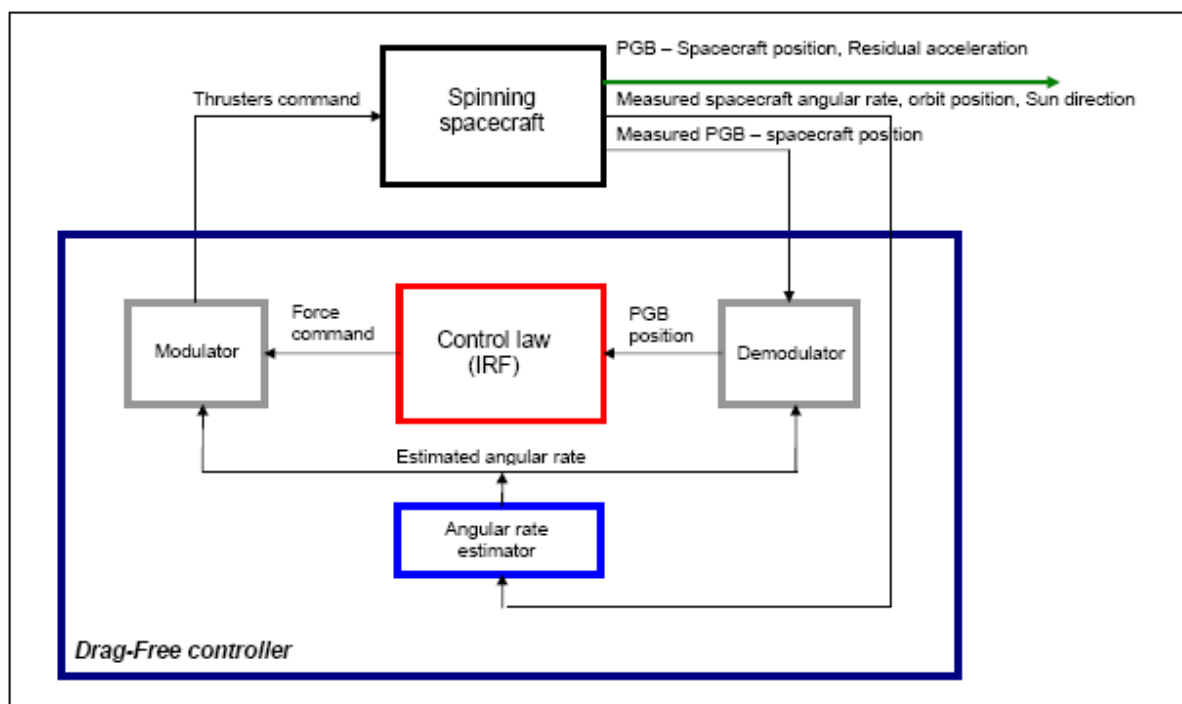 PGB – Spacecraft position, Residual acceleration
Thrusters command
Spinning
spacecraft
Measured spacecraft angular rate, orbit position, Sun direction
Measured PGB – spacecraft position
Force
command
Control law
(IRF)
PGB
position
Modulator
Demodulator
Estimated angular rate
Angular rate
estimator
Drag-Free controller